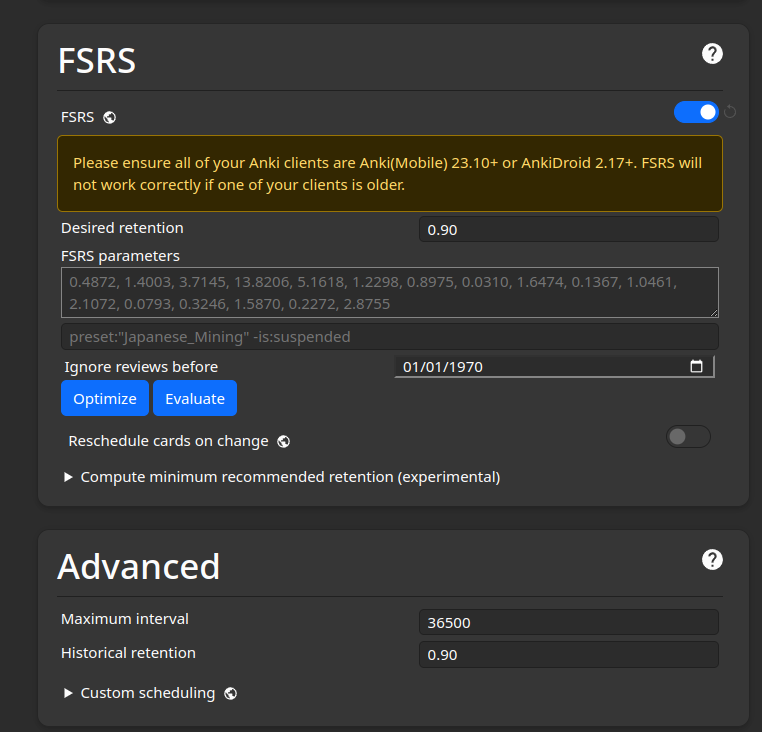 FSRS
FSRS
Please ensure all of your Anki clients are Anki(Mobile) 23.10+ or AnkiDroid 2.17+. FSRS will
not work correctly if one of your clients is older.
Desired retention 0.90
FSRS parameters
0.4872, 1.4003, 3.7145, 13.8206, 5.1618, 1.2298, 0.8975, 0.0310, 1.6474, 0.1367, 1.0461,
2.1072, 0.0793, 0.3246, 1.5870, 0.2272, 2.8755
preset:"Japanese_Mining" -is:suspended
Ignore reviews before 01/01/1970
Optimize Evaluate
Reschedule cards on change
Compute minimum recommended retention (experimental)
Advanced
Maximum interval 36500
Historical retention 0.90
Custom scheduling